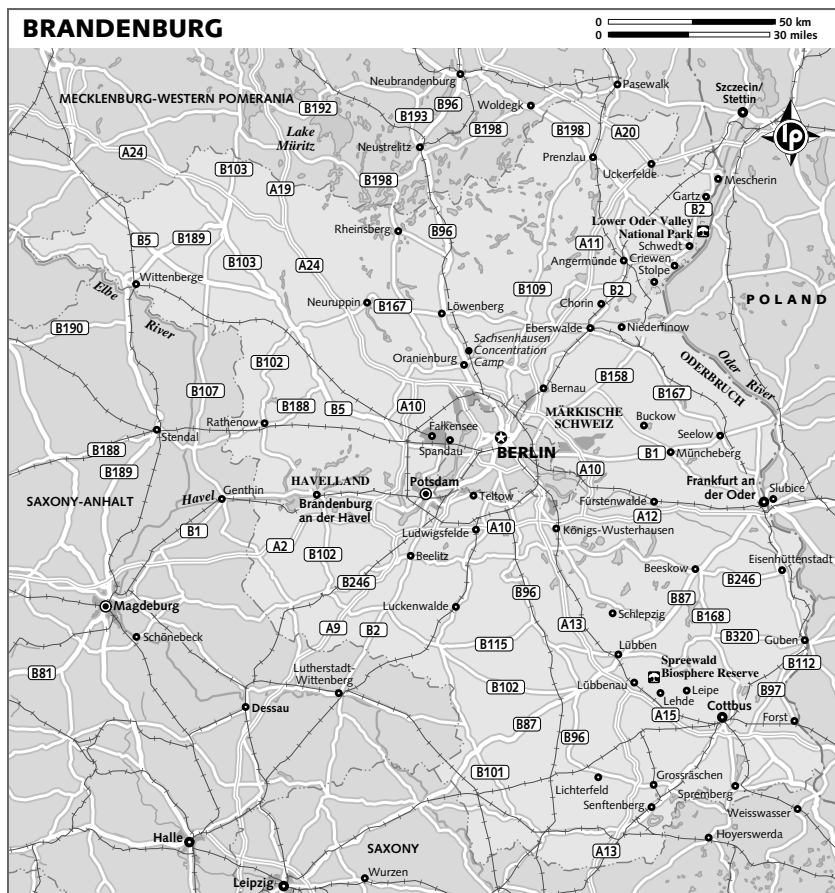 BRANDENBURG
0 50 km
0 30 miles
Neubrandenburg
Pasewalk
Szczecin/
Stettin
MECKLENBURG-WESTERN POMERANIA
B192
B96
Woldegk
B193
Lake
Müritz
B198
B198
A20
lp
A24
Neustrelitz
Prenzlau
B103
Uckerfelde
A19
B198
Mescherin
Gartz
B2
Lower Oder Valley
National Park
B5
B189
Rheinsberg
B96
A11
Schwedt
B103
A24
Angermünde
Criewen
Stolpe
Wittenberge
B109
Elbe
River
Neuruppin
B167
Löwenberg
Chorin
B2
POLAND
B190
Eberswalde
Niederfinow
Sachsenhausen
Concentration
Camp
Oranienburg
B102
Oder River
ODERBRUCH
B158
B107
Bernau
B167
B188
A10
MÄRKISCHE
SCHWEIZ
Rathenow
B5
Buckow
Stendal
Falkensee
Seelow
Spandau
BERLIN
B1
Müncheberg
B188
B189
A10
HAVELLAND
Potsdam
Frankfurt an
der Oder
SAXONY-ANHALT
Havel
Genthin
Brandenburg
an der Havel
Teltow
Fürstenwalde
Slubice
A12
B1
Ludwigsfelde
A10
Königs-Wusterhausen
A2
B102
Beelitz
Beeskow
Eisenhüttenstadt
B246
B246
B96
B87
Magdeburg
Luckenwalde
Schlepzig
B168
A9
B2
A13
Schönebeck
B115
B320
Guben
Lübben
B81
Lutherstadt-
Wittenberg
Spreewald
Biosphere Reserve
B112
B102
Lübbenau
Leipe
B97
Lehde
Dessau
A15
Cottbus
B87
Forst
B96
B101
Grossräschen
Lichterfeld
Spremberg
Senftenberg
Weisswasser
Halle
SAXONY
Hoyerswerda
A13
Leipzig
Wurzen